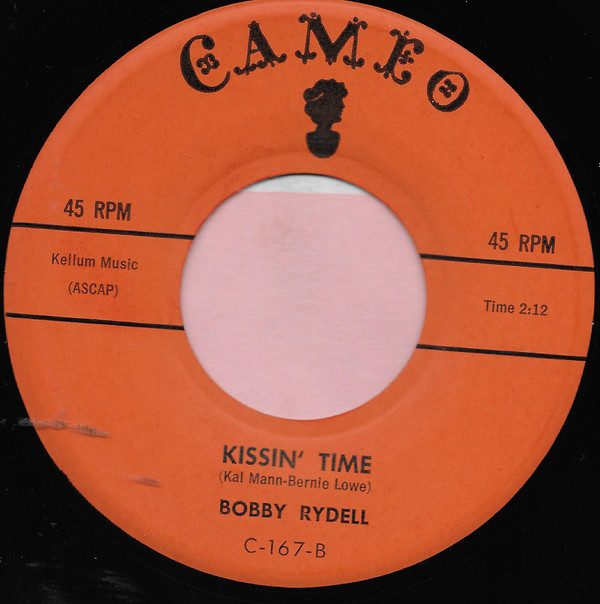 CAMEO
45 RPM
45 RPM
Kellum Music
(ASCAP)
Time 2:12
KISSIN' TIME
(Kal Mann-Bernie Lowe)
BOBBY RYDELL
C-167-B